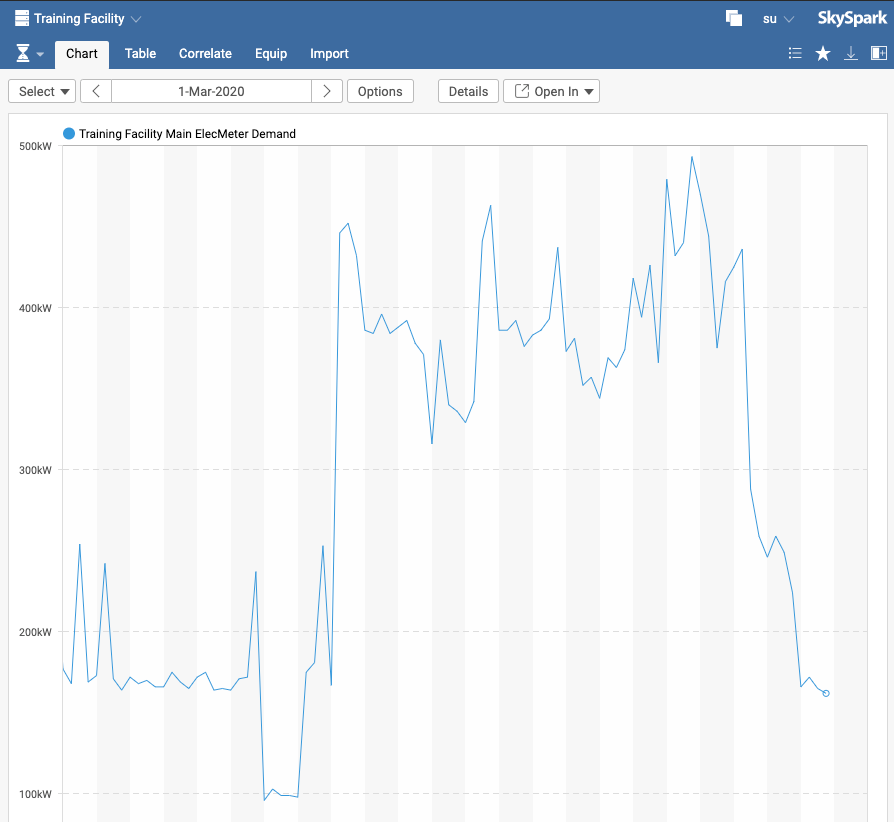 Training Facility su SkySpark
Chart Table Correlate Equip Import
Select 1-Mar-2020 Options Details Open In
Training Facility Main ElecMeter Demand
500kW
400kW
300kW
200kW
100kW